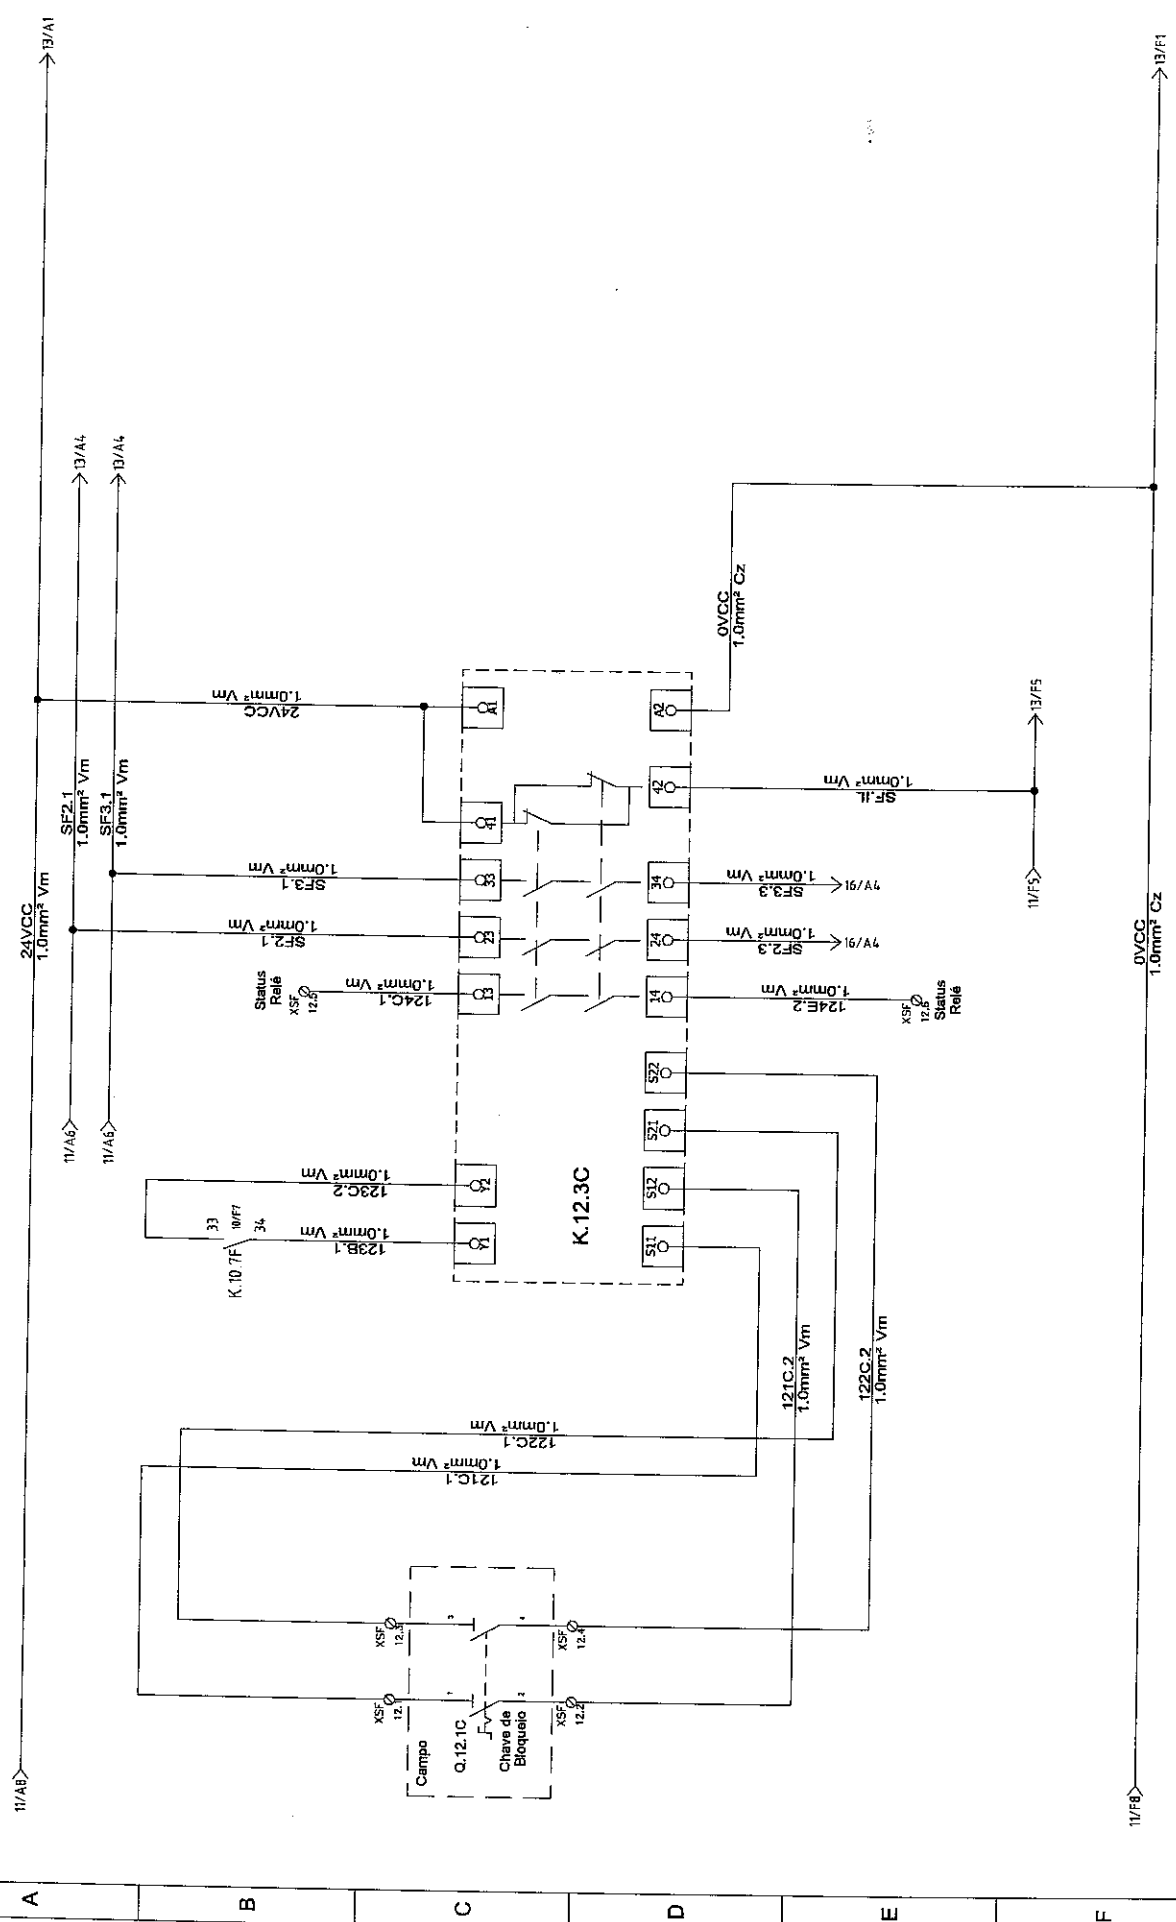 13/A1
13/F1
13/A4
13/A4
24VCC
1.0mm² Vm
SF2.1
1.0mm² Vm
SF3.1
1.0mm² Vm
11/A8
11/A6
11/A6
24VCC
1.0mm² Vm
SF3.1
1.0mm² Vm
SF2.1
1.0mm² Vm
Status
Relé
XSF
12.5
124C.1
1.0mm² Vm
123C.2
1.0mm² Vm
33
10/F7
34
K.10.7F
123B.1
1.0mm² Vm
122C.1
1.0mm² Vm
121C.1
1.0mm² Vm
A1
41
33
23
13
Y2
Y1
K.12.3C
A2
42
34
24
14
S22
S21
S12
S11
0VCC
1.0mm² Cz
SF.IL
1.0mm² Vm
SF3.3
1.0mm² Vm
16/A4
SF2.3
1.0mm² Vm
16/A4
124E.2
1.0mm² Vm
XSF
12.6
Status
Relé
13/F5
11/F5
121C.2
1.0mm² Vm
122C.2
1.0mm² Vm
XSF
12.3
XSF
12.1
3
4
1
2
XSF
12.4
XSF
12.2
Campo
Q.12.1C
Chave de
Bloqueio
0VCC
1.0mm² Cz
11/F8
A
B
C
D
E
F